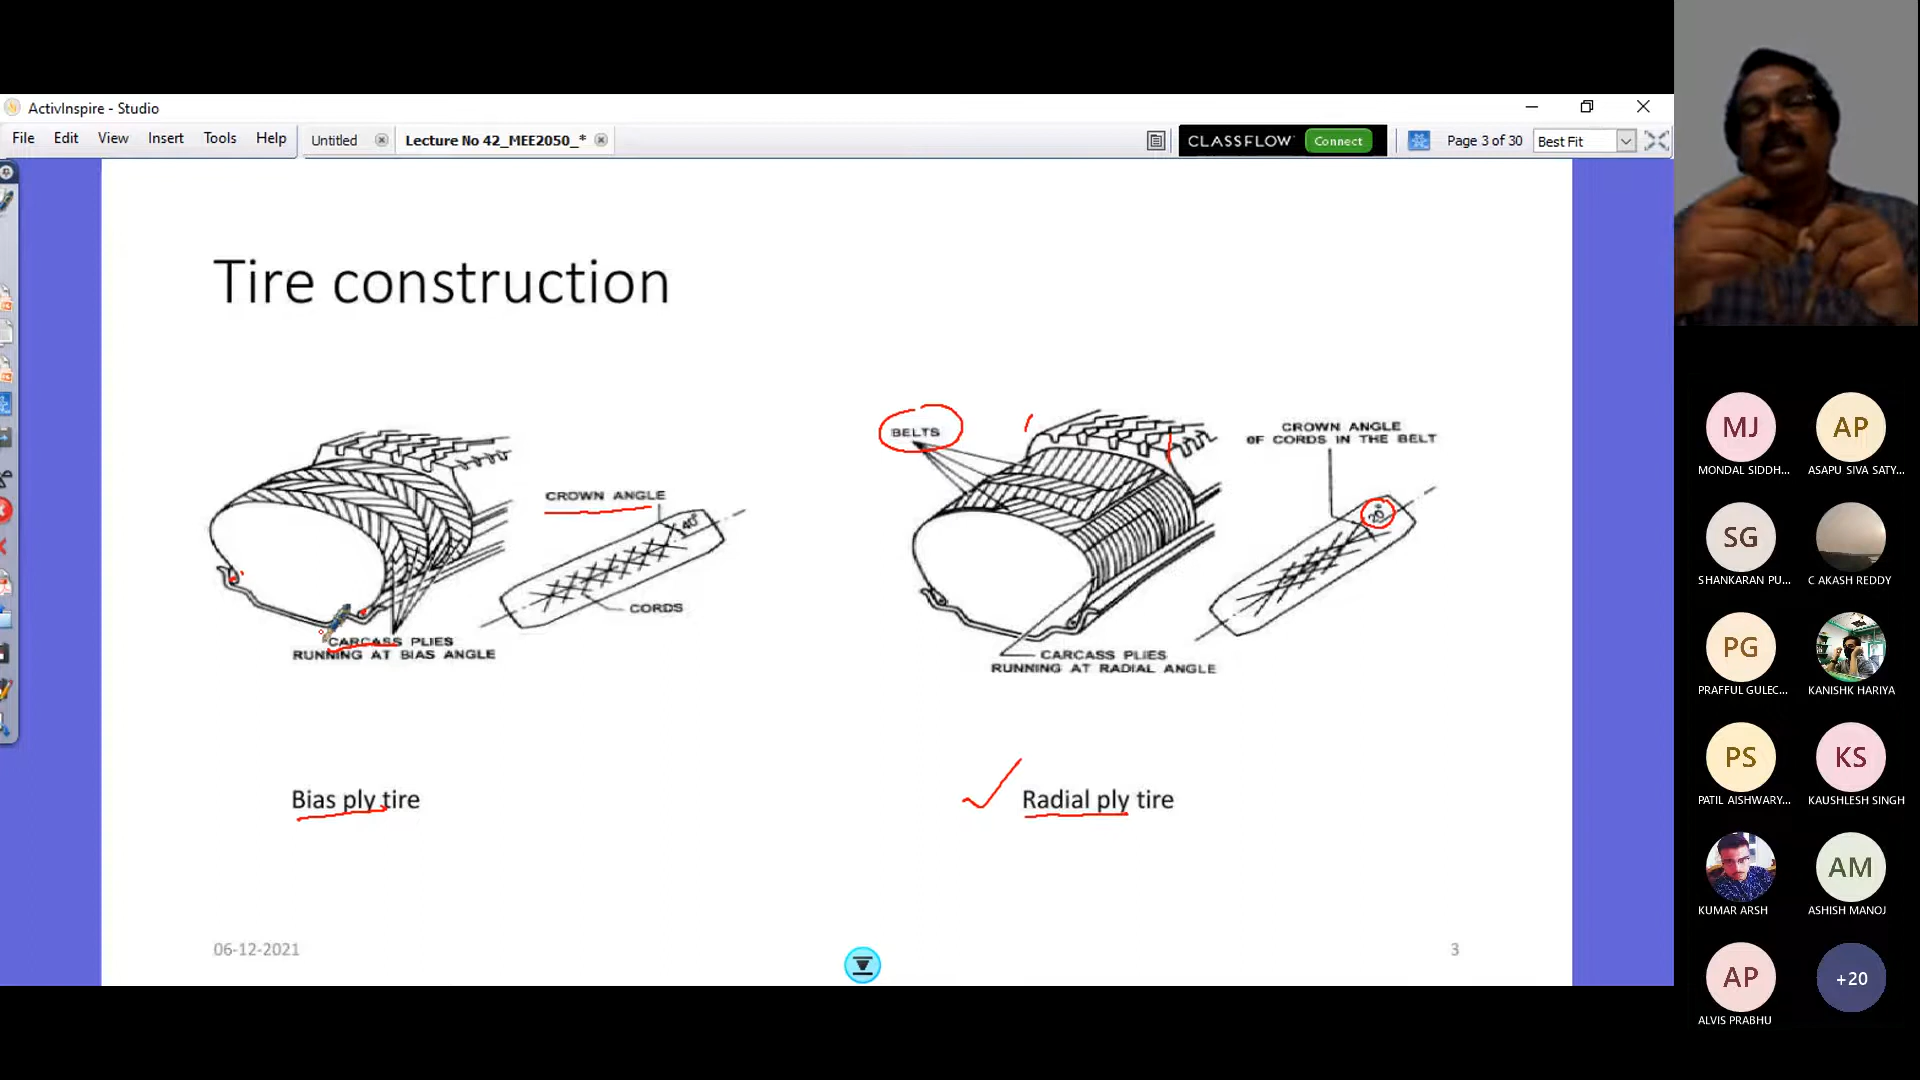 ActivInspire - Studio
File Edit View Insert Tools Help
Untitled
Lecture No 42_MEE2050_*
CLASSFLOW
Connect
Page 3 of 30
Best Fit
Tire construction
CROWN ANGLE
40°
CORDS
CARCASS PLIES
RUNNING AT BIAS ANGLE
BELTS
CROWN ANGLE
OF CORDS IN THE BELT
20°
CARCASS PLIES
RUNNING AT RADIAL ANGLE
Bias ply tire
Radial ply tire
06-12-2021
3
MJ
MONDAL SIDDH...
AP
ASAPU SIVA SATY...
SG
SHANKARAN PU...
C AKASH REDDY
PG
PRAFFUL GULEC...
KANISHK HARIYA
PS
PATIL AISHWARY...
KS
KAUSHLESH SINGH
KUMAR ARSH
AM
ASHISH MANOJ
AP
ALVIS PRABHU
+20